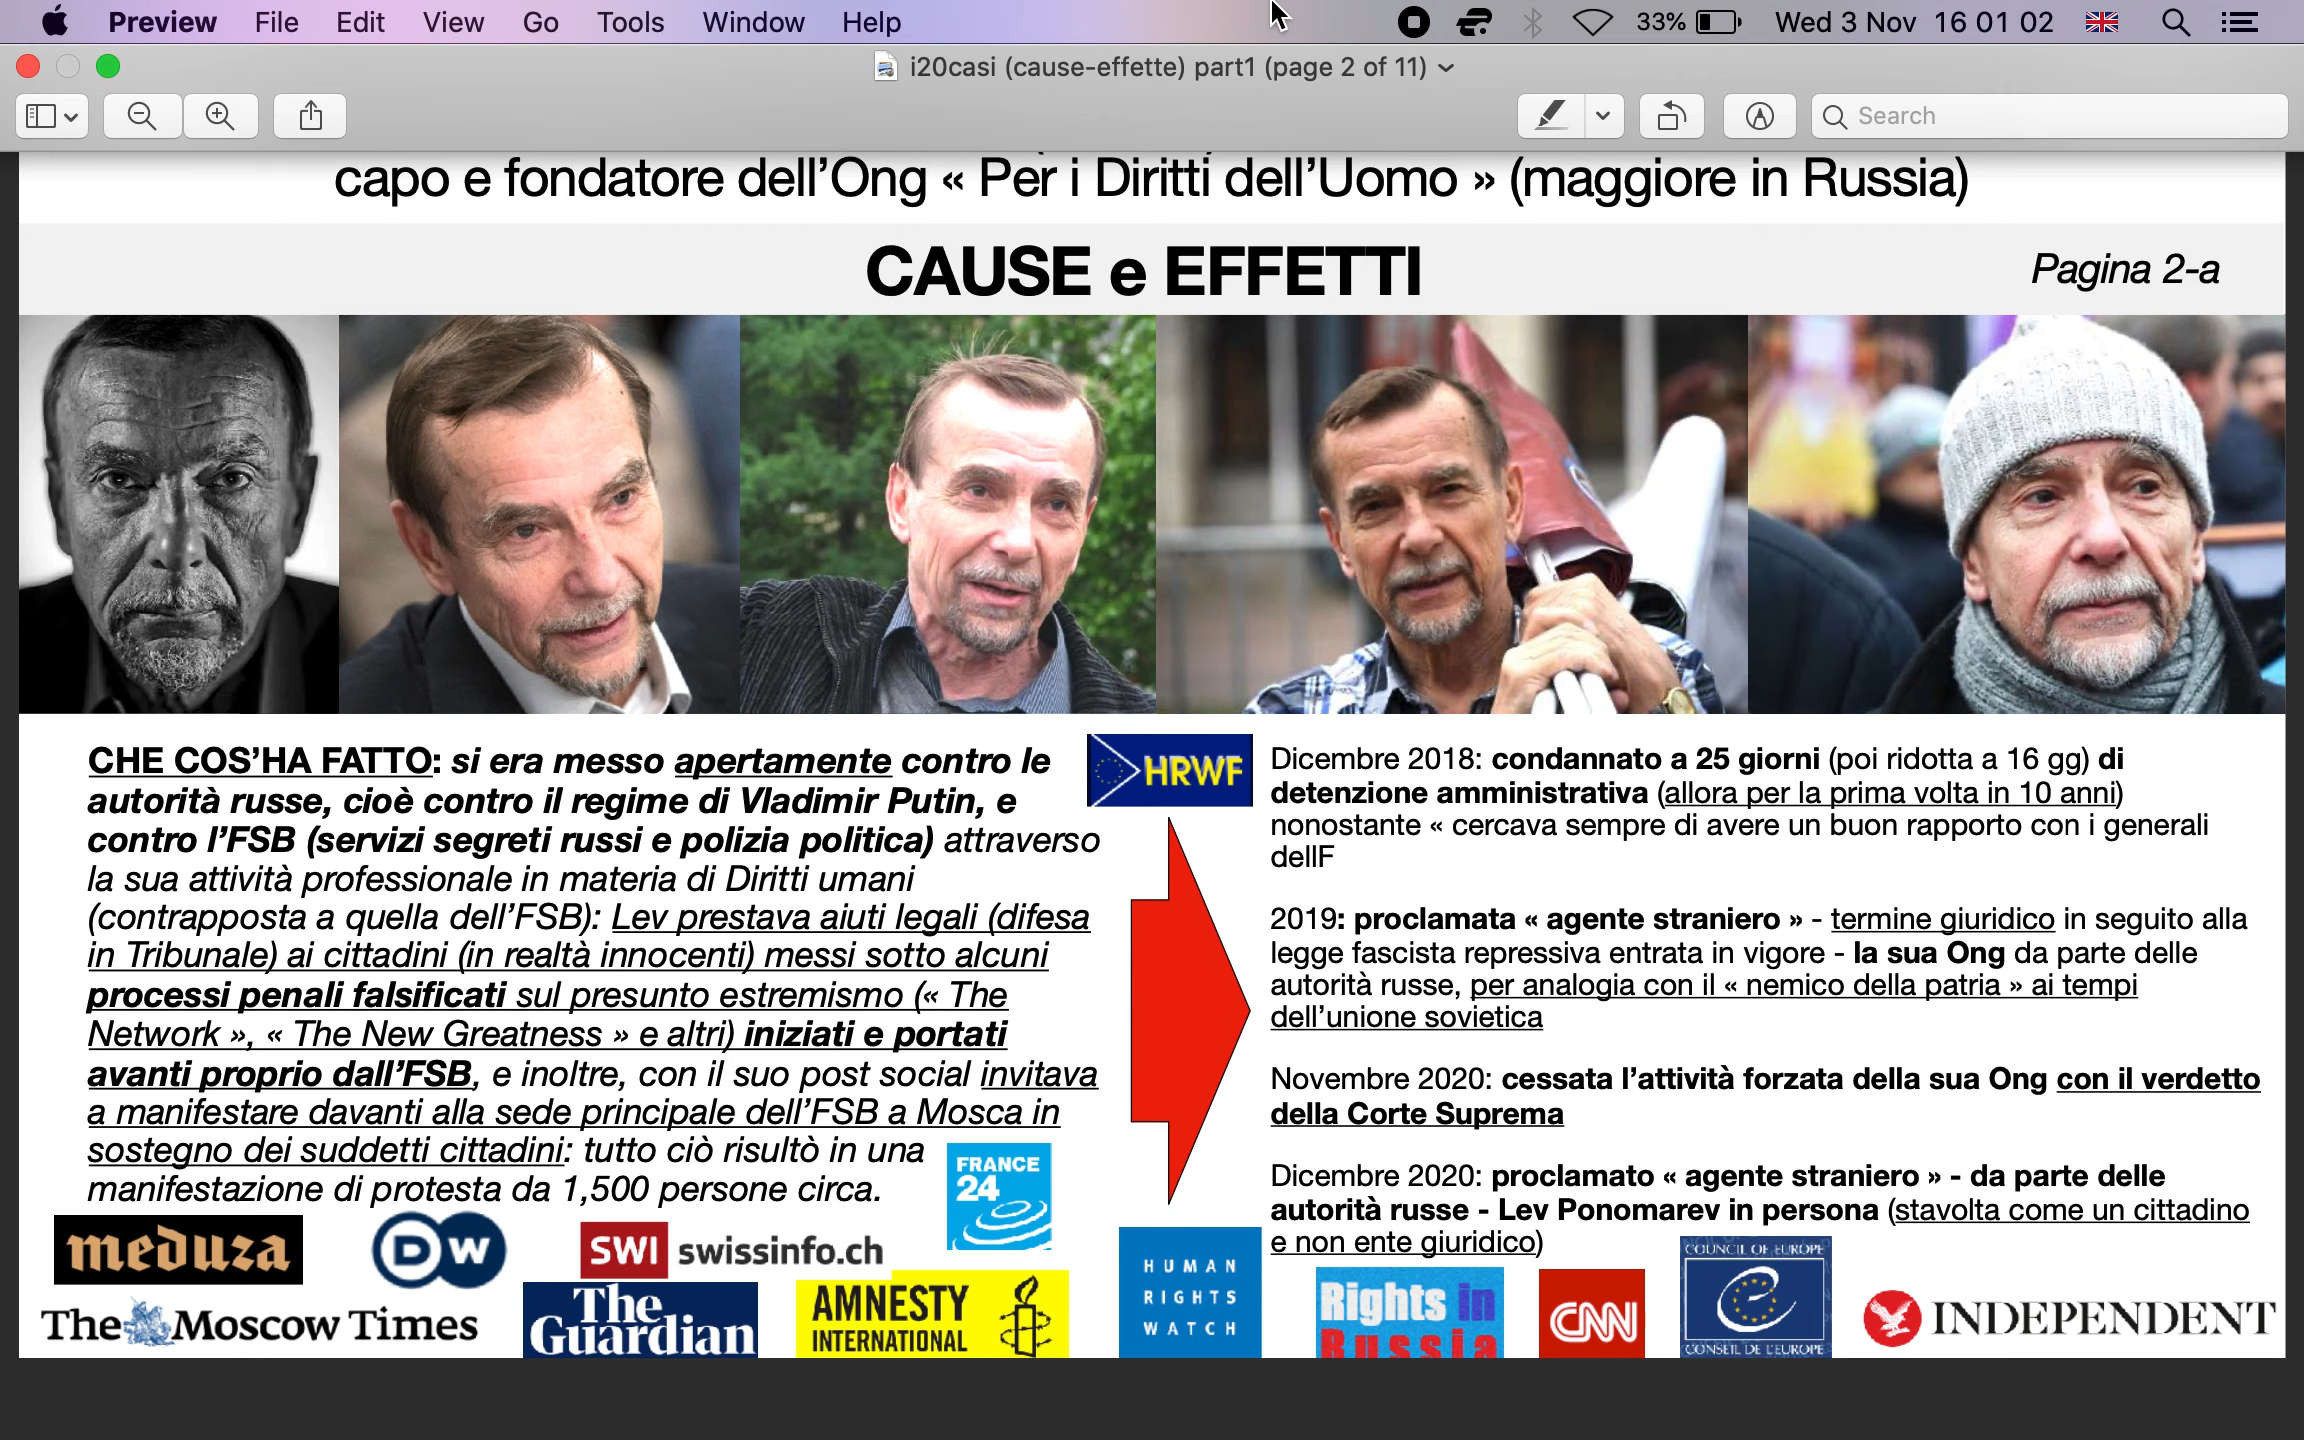 Preview File Edit View Go Tools Window Help 33% Wed 3 Nov 16 01 02
i20casi (cause-effette) part1 (page 2 of 11)
Search
capo e fondatore dell’Ong « Per i Diritti dell’Uomo » (maggiore in Russia)
CAUSE e EFFETTI
Pagina 2-a
CHE COS’HA FATTO: si era messo apertamente contro le
autorità russe, cioè contro il regime di Vladimir Putin, e
contro l’FSB (servizi segreti russi e polizia politica) attraverso
la sua attività professionale in materia di Diritti umani
(contrapposta a quella dell’FSB): Lev prestava aiuti legali (difesa
in Tribunale) ai cittadini (in realtà innocenti) messi sotto alcuni
processi penali falsificati sul presunto estremismo (« The
Network », « The New Greatness » e altri) iniziati e portati
avanti proprio dall’FSB, e inoltre, con il suo post social invitava
a manifestare davanti alla sede principale dell’FSB a Mosca in
sostegno dei suddetti cittadini: tutto ciò risultò in una
manifestazione di protesta da 1,500 persone circa.
HRWF
Dicembre 2018: condannato a 25 giorni (poi ridotta a 16 gg) di
detenzione amministrativa (allora per la prima volta in 10 anni)
nonostante « cercava sempre di avere un buon rapporto con i generali
dellF
2019: proclamata « agente straniero » - termine giuridico in seguito alla
legge fascista repressiva entrata in vigore - la sua Ong da parte delle
autorità russe, per analogia con il « nemico della patria » ai tempi
dell’unione sovietica
Novembre 2020: cessata l’attività forzata della sua Ong con il verdetto
della Corte Suprema
Dicembre 2020: proclamato « agente straniero » - da parte delle
autorità russe - Lev Ponomarev in persona (stavolta come un cittadino
e non ente giuridico)
FRANCE
24
meduza
DW
SWI swissinfo.ch
The Moscow Times
The
Guardian
AMNESTY
INTERNATIONAL
HUMAN
RIGHTS
WATCH
Rights in
Russia
CNN
COUNCIL OF EUROPE
CONSEIL DE L'EUROPE
INDEPENDENT